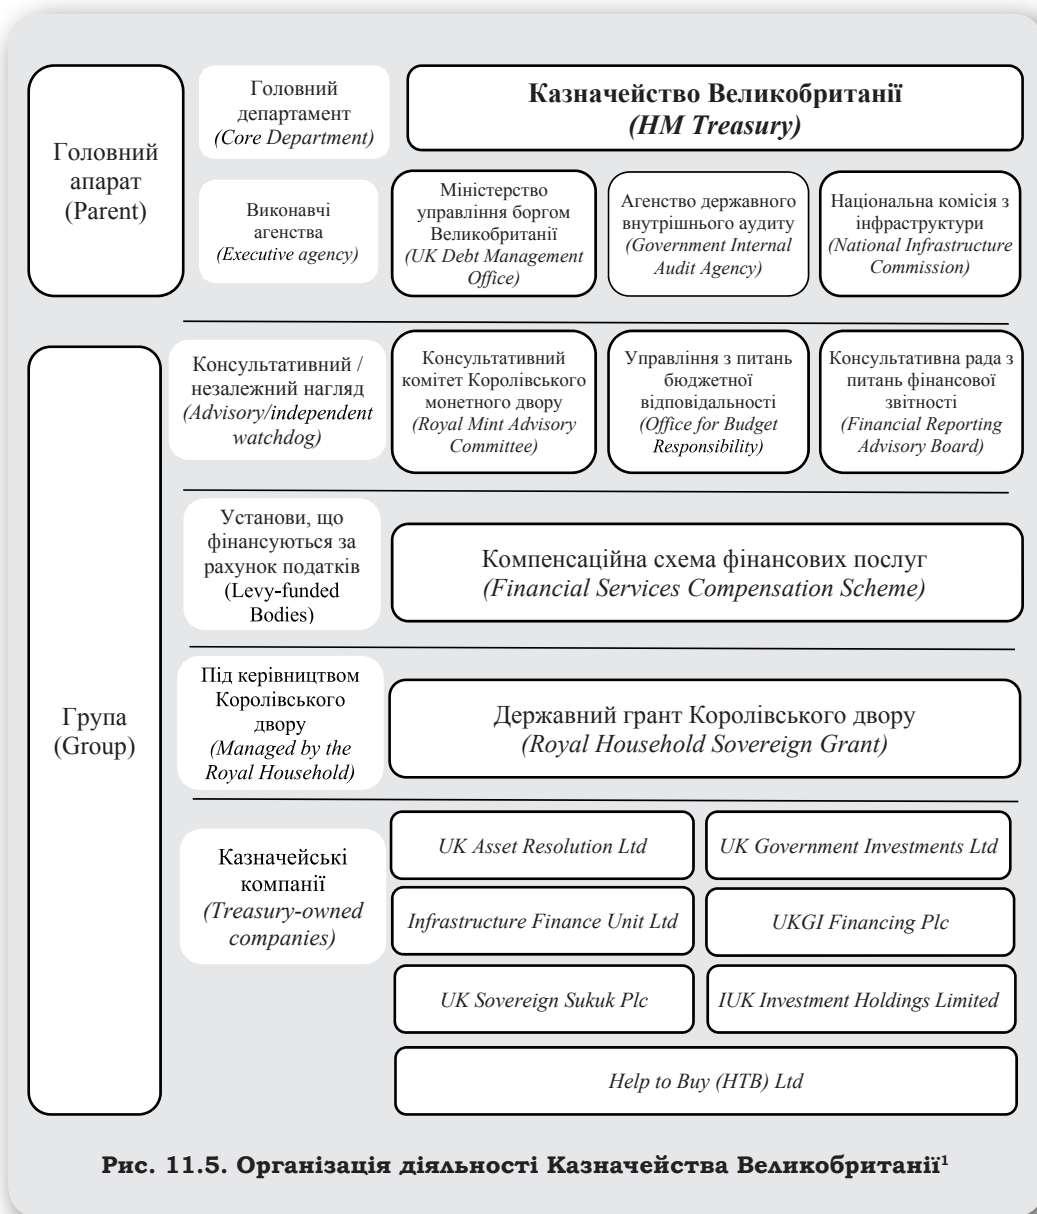 Головний
апарат
(Parent)
Головний
департамент
(Core Department)
Казначейство Великобританії
(HM Treasury)
Виконавчі
агенства
(Executive agency)
Міністерство
управління боргом
Великобританії
(UK Debt Management
Office)
Агенство державного
внутрішнього аудиту
(Government Internal
Audit Agency)
Національна комісія з
інфраструктури
(National Infrastructure
Commission)
Група
(Group)
Консультативний /
незалежний нагляд
(Advisory/independent
watchdog)
Консультативний
комітет Королівського
монетного двору
(Royal Mint Advisory
Committee)
Управління з питань
бюджетної
відповідальності
(Office for Budget
Responsibility)
Консультативна рада з
питань фінансової
звітності
(Financial Reporting
Advisory Board)
Установи, що
фінансуються за
рахунок податків
(Levy-funded
Bodies)
Компенсаційна схема фінансових послуг
(Financial Services Compensation Scheme)
Під керівництвом
Королівського
двору
(Managed by the
Royal Household)
Державний грант Королівського двору
(Royal Household Sovereign Grant)
Казначейські
компанії
(Treasury-owned
companies)
UK Asset Resolution Ltd
UK Government Investments Ltd
Infrastructure Finance Unit Ltd
UKGI Financing Plc
UK Sovereign Sukuk Plc
IUK Investment Holdings Limited
Help to Buy (HTB) Ltd
Рис. 11.5. Організація діяльності Казначейства Великобританії¹